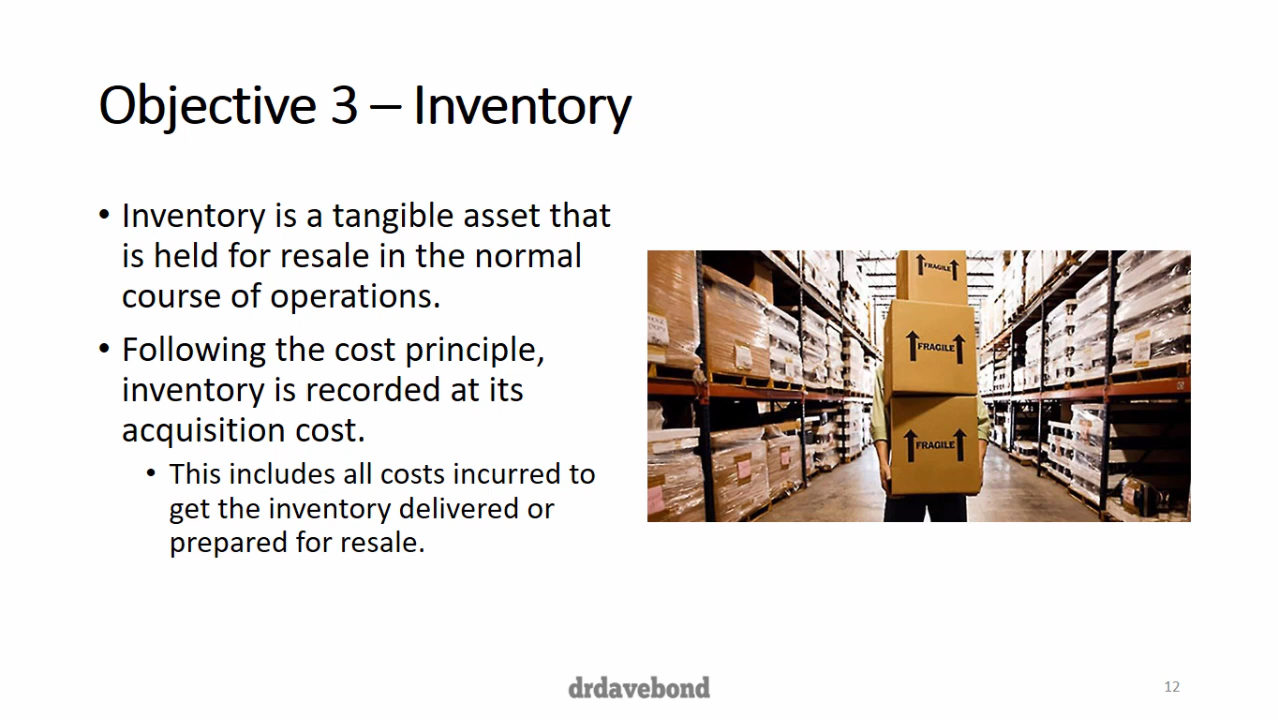 Objective 3 – Inventory
• Inventory is a tangible asset that
is held for resale in the normal
course of operations.
• Following the cost principle,
inventory is recorded at its
acquisition cost.
• This includes all costs incurred to
get the inventory delivered or
prepared for resale.
FRAGILE
FRAGILE
FRAGILE
drdavebond
12